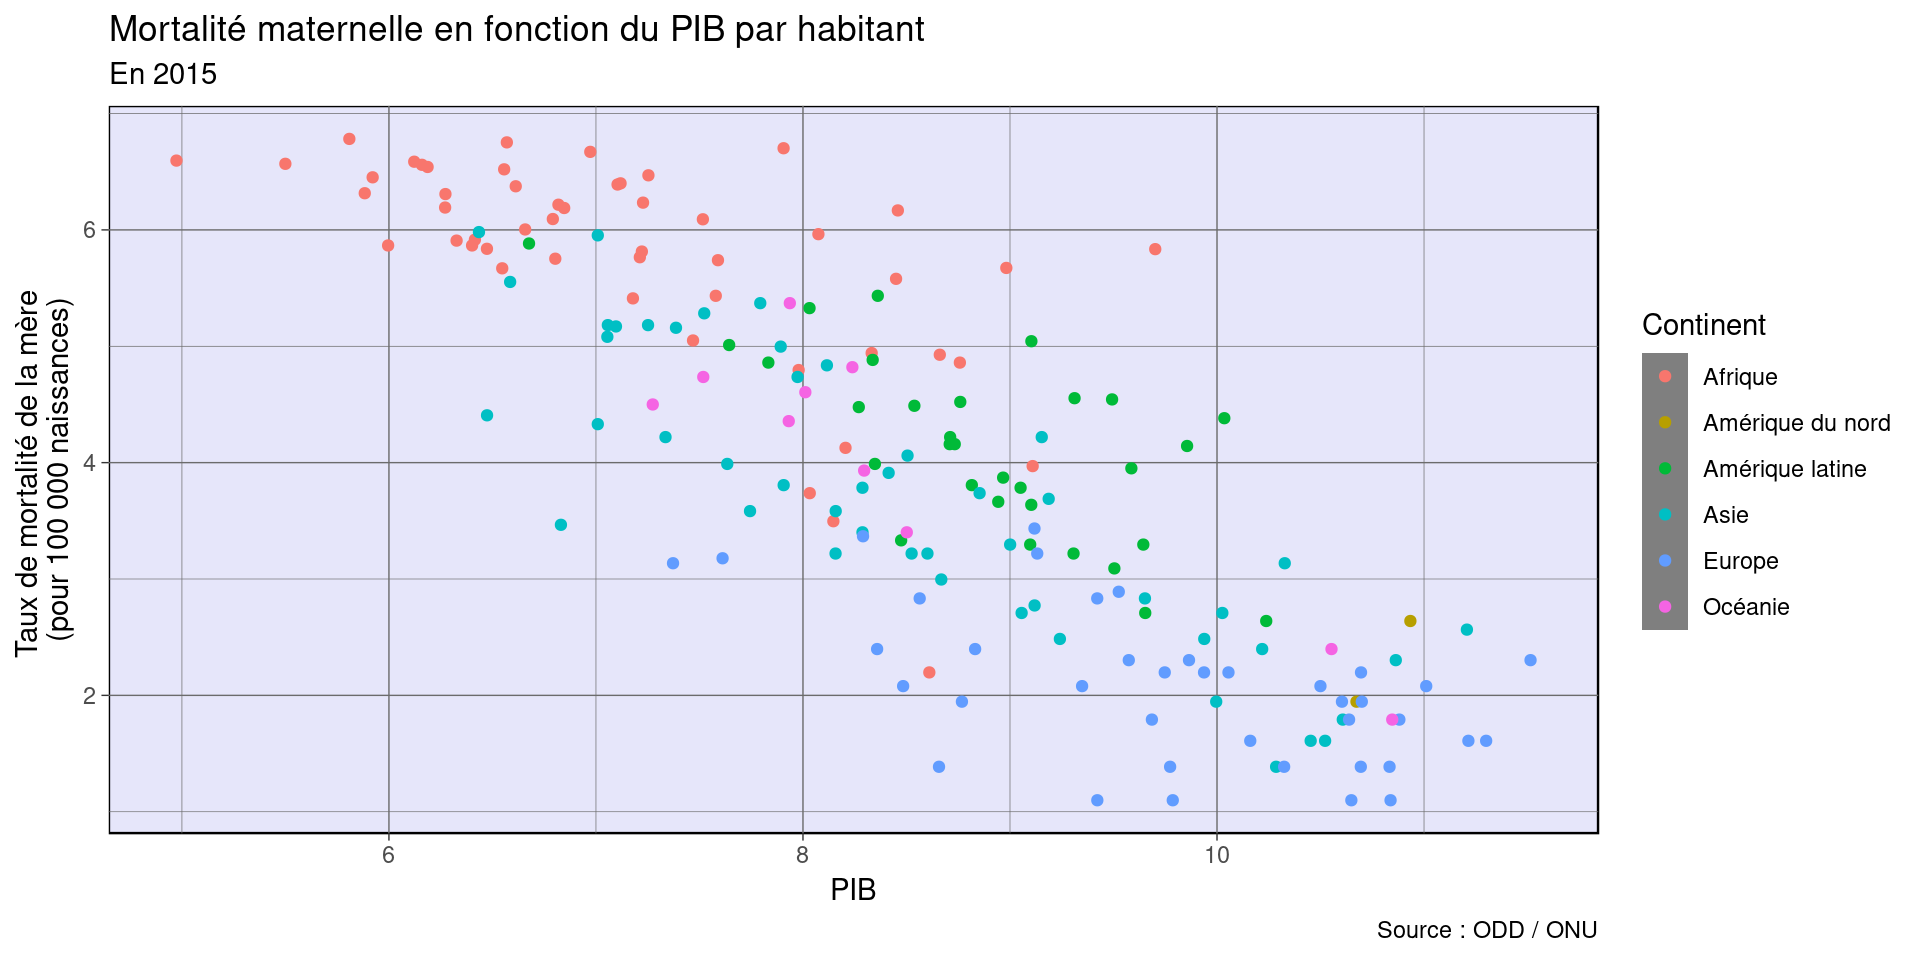 Mortalité maternelle en fonction du PIB par habitant
En 2015
Taux de mortalité de la mère
(pour 100 000 naissances)
6
4
2
6
8
10
PIB
Continent
Afrique
Amérique du nord
Amérique latine
Asie
Europe
Océanie
Source : ODD / ONU